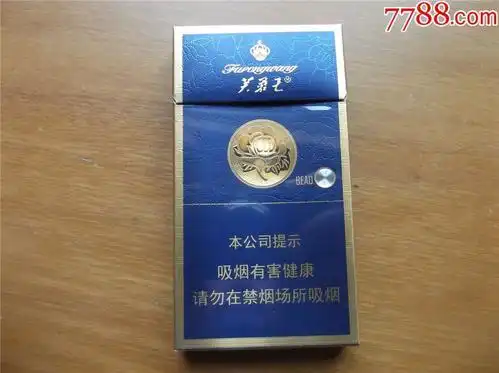 7788.com
Furongwang
芙蓉王
BEAD
本公司提示
吸烟有害健康
请勿在禁烟场所吸烟